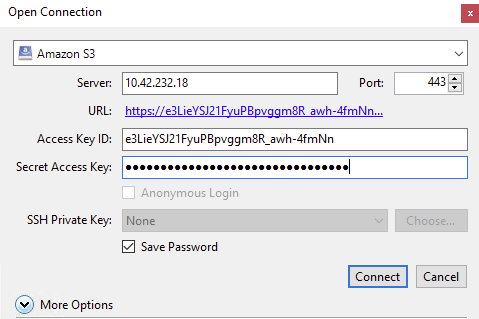 Open Connection
Amazon S3
Server: 10.42.232.18 Port: 443
URL: https://e3LieYSJ21FyuPBpvggm8R_awh-4fmNn...
Access Key ID: e3LieYSJ21FyuPBpvggm8R_awh-4fmNn
Secret Access Key: ••••••••••••••••••••••••••••••••
Anonymous Login
SSH Private Key: None Choose...
Save Password
Connect Cancel
More Options